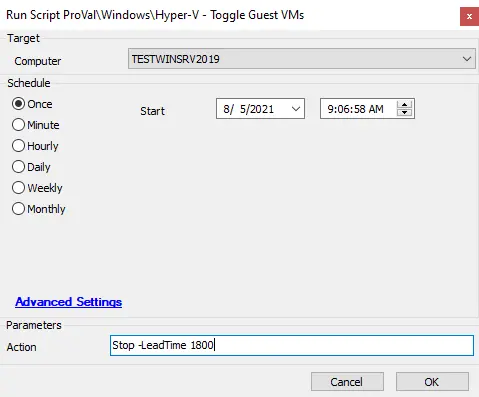 Run Script ProVal\Windows\Hyper-V - Toggle Guest VMs
x
Target
Computer
TESTWINSRV2019
Schedule
Once
Start
8/ 5/2021
9:06:58 AM
Minute
Hourly
Daily
Weekly
Monthly
Advanced Settings
Parameters
Action
Stop -LeadTime 1800
Cancel
OK